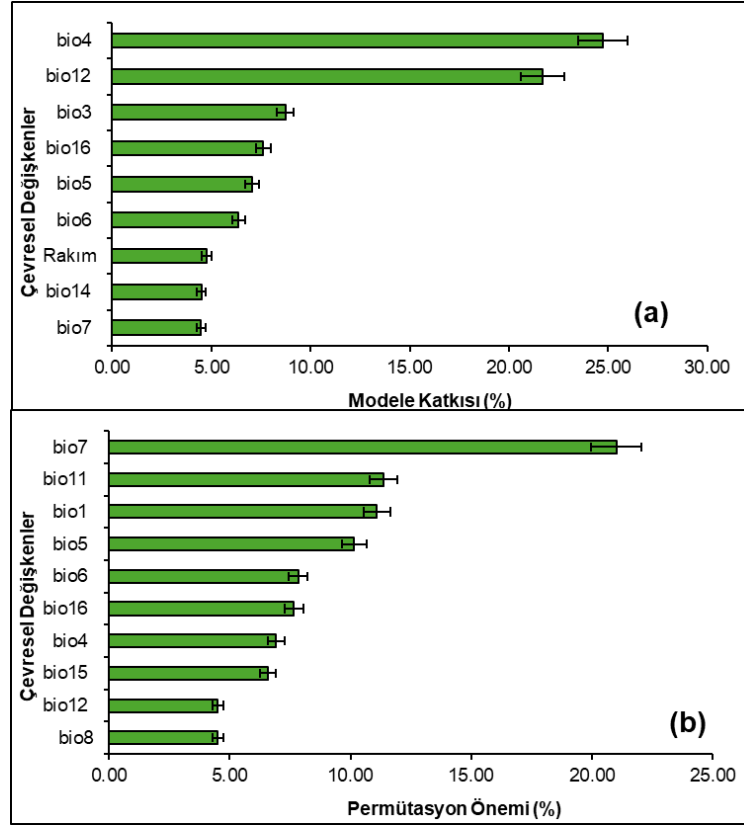 Çevresel Değişkenler
bio4
bio12
bio3
bio16
bio5
bio6
Rakım
bio14
bio7
(a)
0.00 5.00 10.00 15.00 20.00 25.00 30.00
Modele Katkısı (%)
Çevresel Değişkenler
bio7
bio11
bio1
bio5
bio6
bio16
bio4
bio15
bio12
bio8
(b)
0.00 5.00 10.00 15.00 20.00 25.00
Permütasyon Önemi (%)